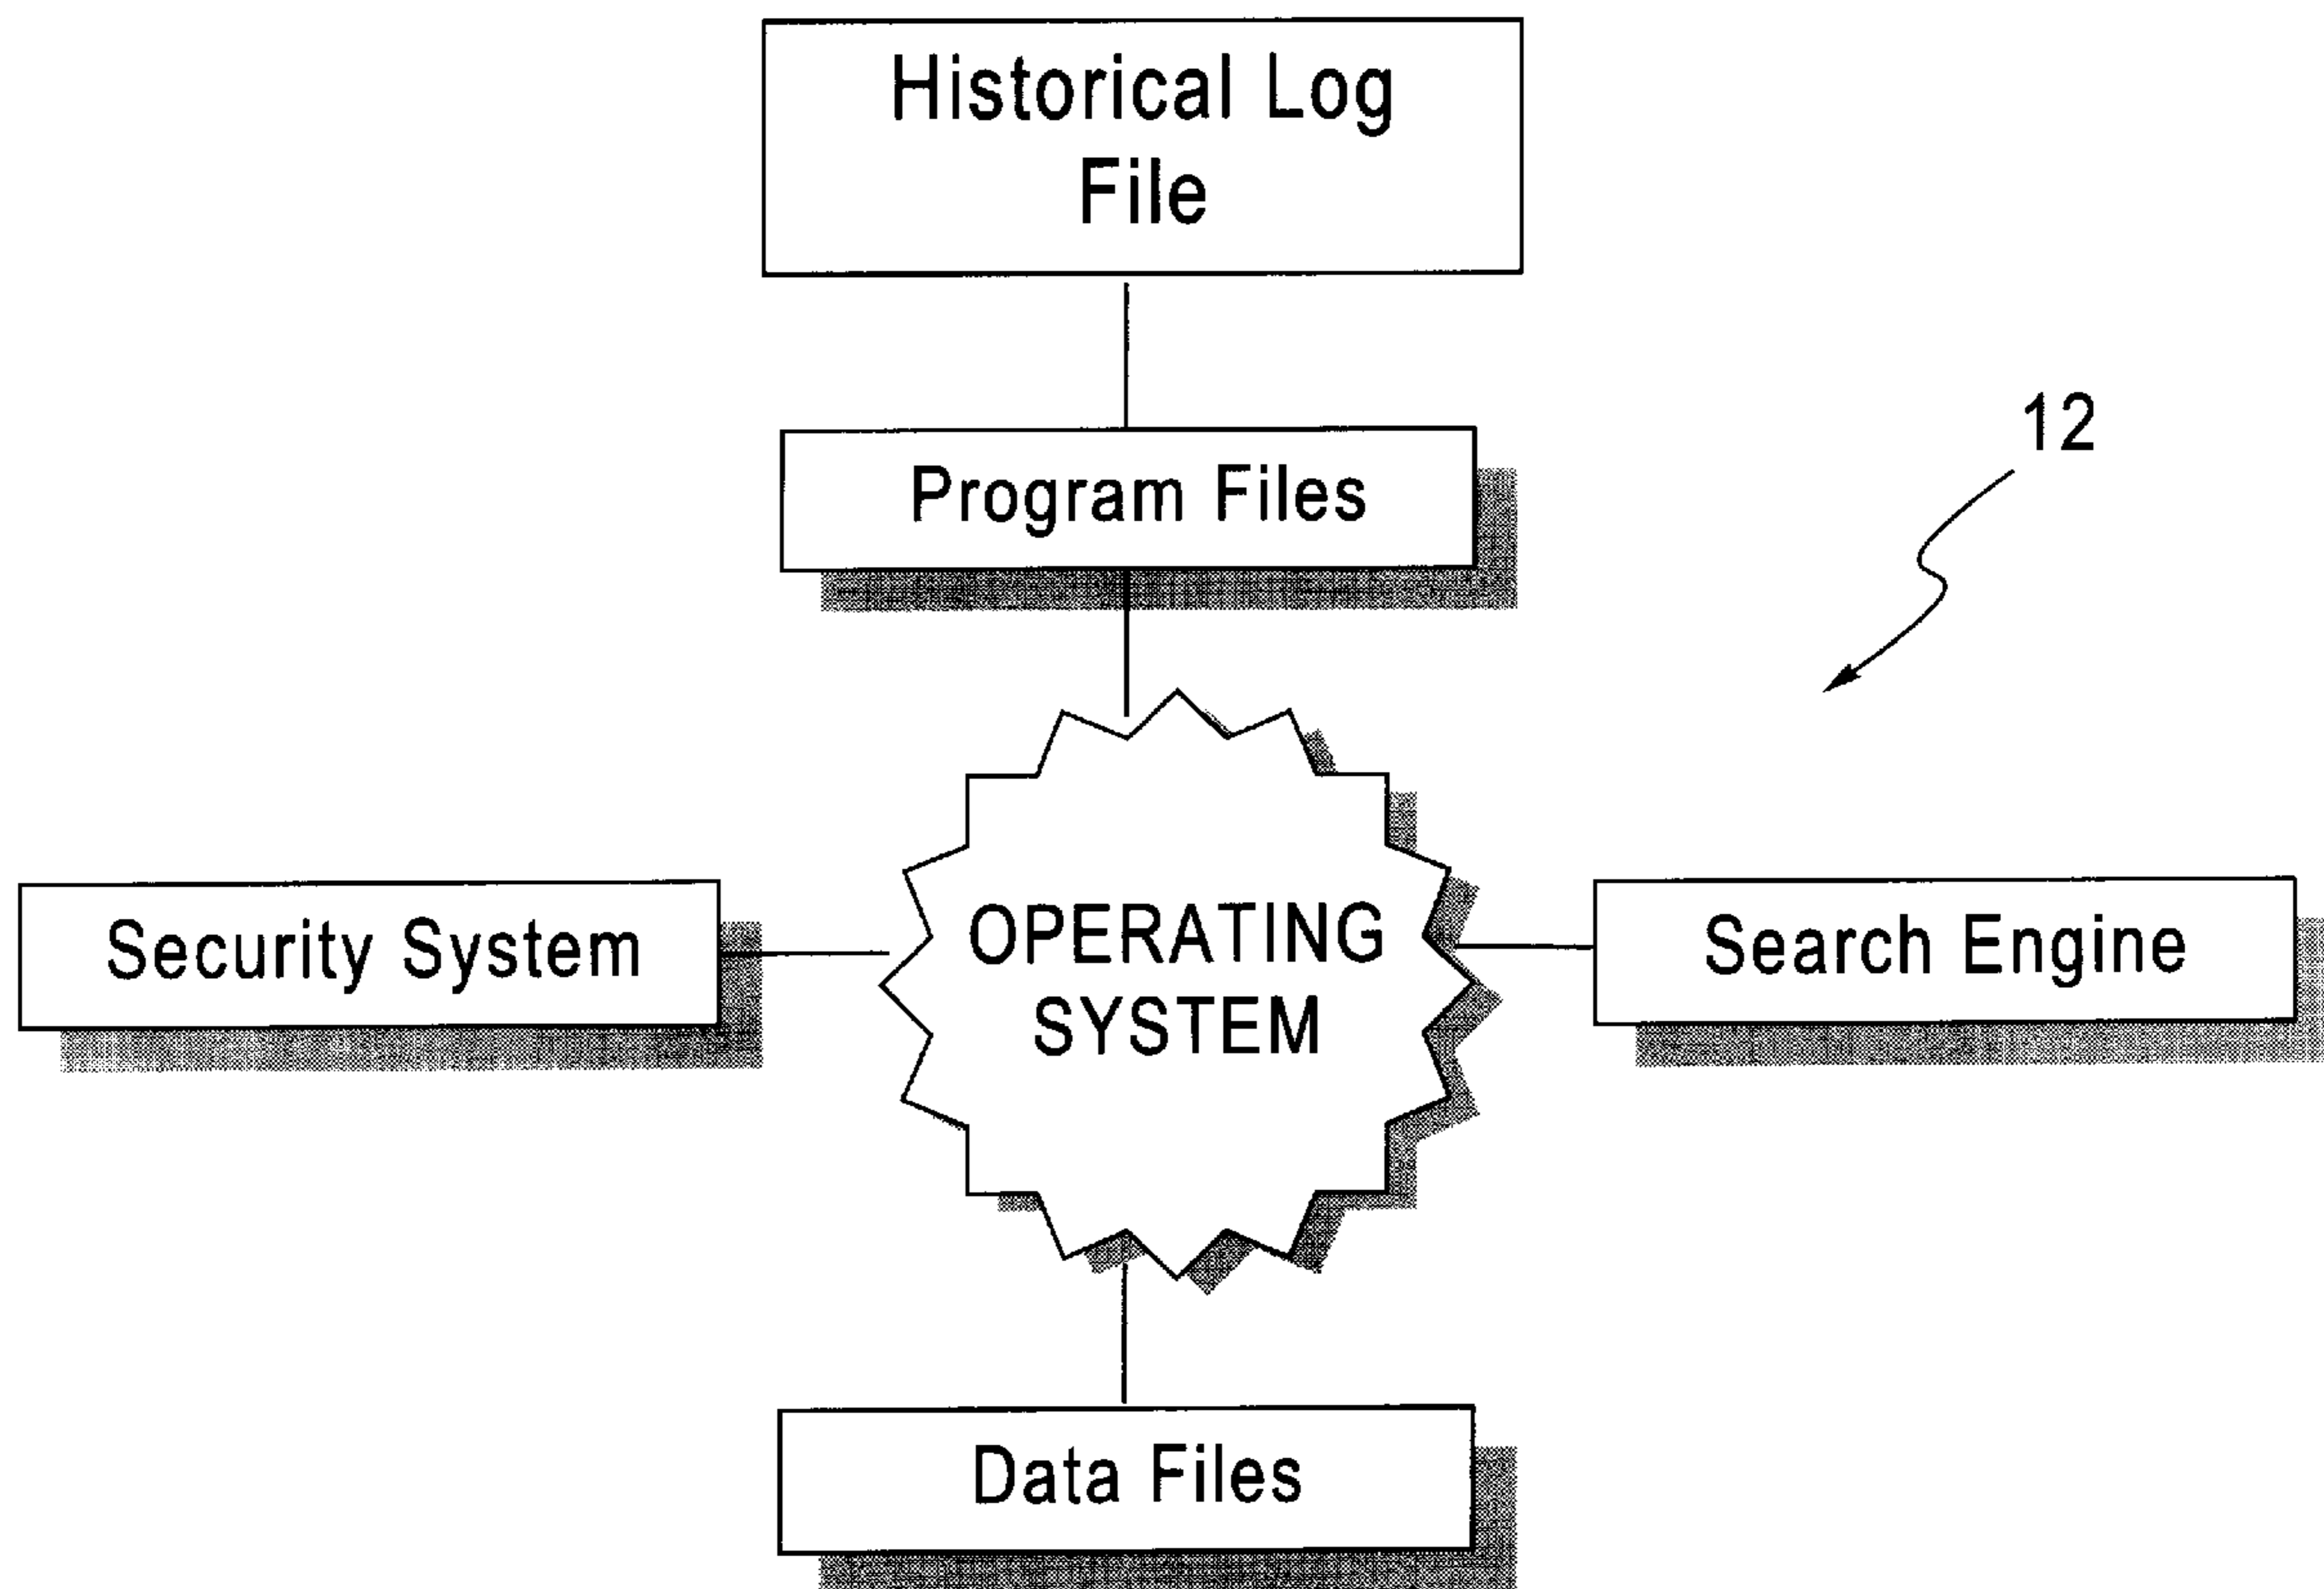 Historical Log
File
Program Files
12
Security System
OPERATING
SYSTEM
Search Engine
Data Files